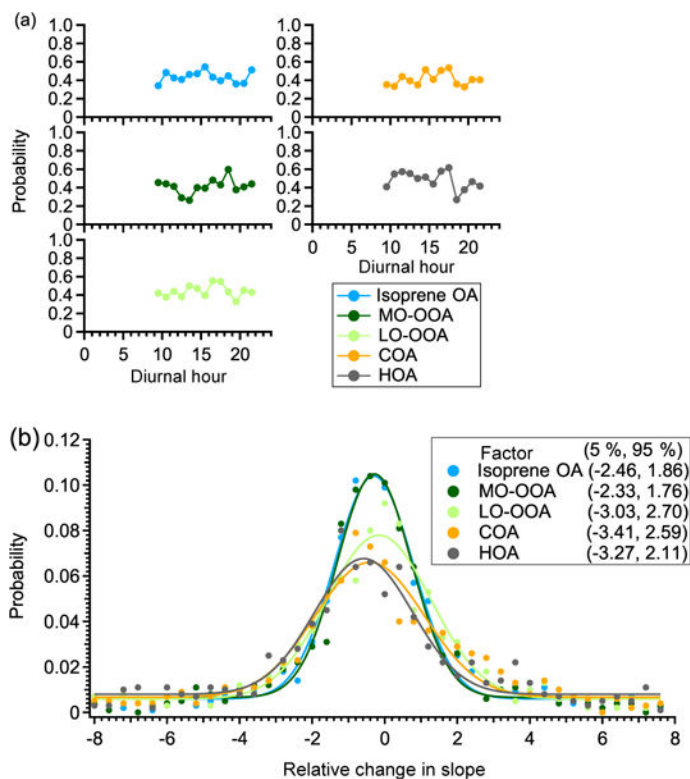 (a)
1.0 1.0
0.8 0.8
0.6 0.6
0.4 0.4
0.2 0.2
0 0
1.0 1.0
0.8 0.8
0.6 0.6
0.4 0.4
0.2 0.2
0 0
Probability
0 5 10 15 20
Diurnal hour
1.0
0.8
0.6
0.4
0.2
0
0 5 10 15 20
Diurnal hour
Isoprene OA
MO-OOA
LO-OOA
COA
HOA
(b)
0.12
0.10
0.08
0.06
0.04
0.02
0
Probability
Factor (5 %, 95 %)
Isoprene OA (-2.46, 1.86)
MO-OOA (-2.33, 1.76)
LO-OOA (-3.03, 2.70)
COA (-3.41, 2.59)
HOA (-3.27, 2.11)
-8 -6 -4 -2 0 2 4 6 8
Relative change in slope